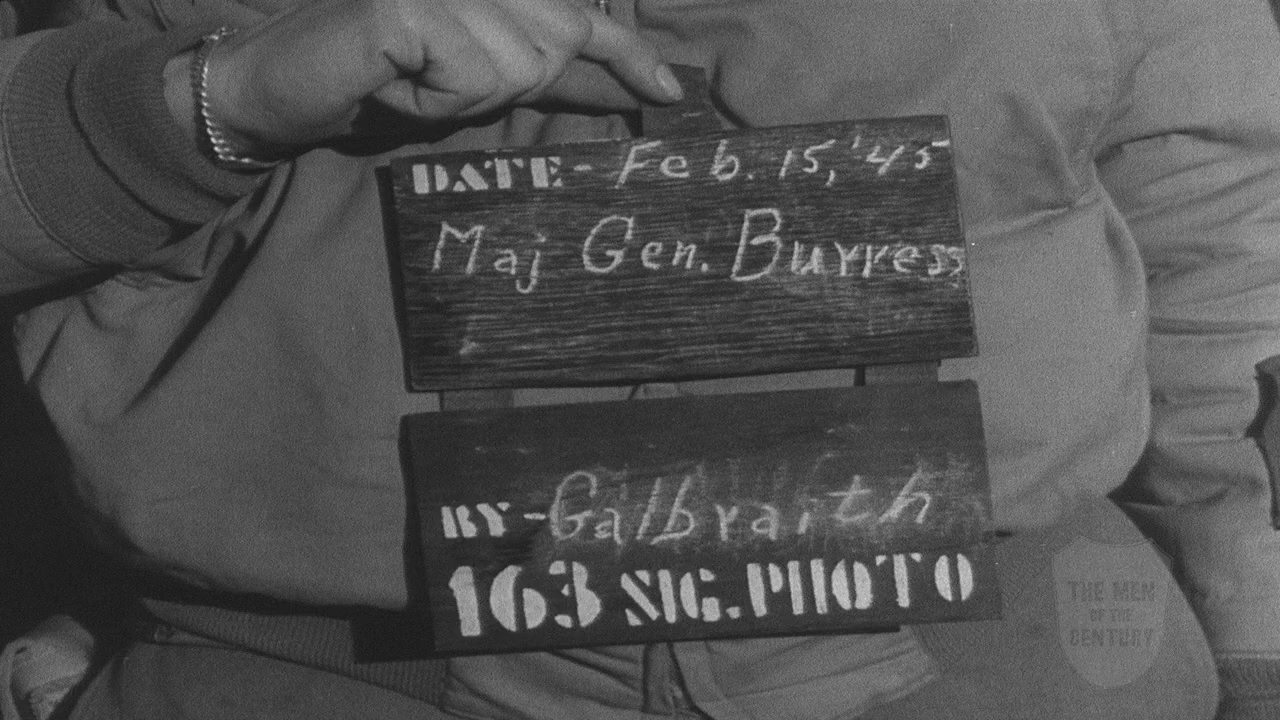 DATE - Feb. 15, '45
Maj Gen. Burress
BY - Galbraith
163 SIG. PHOTO
THE MEN
OF THE
CENTURY